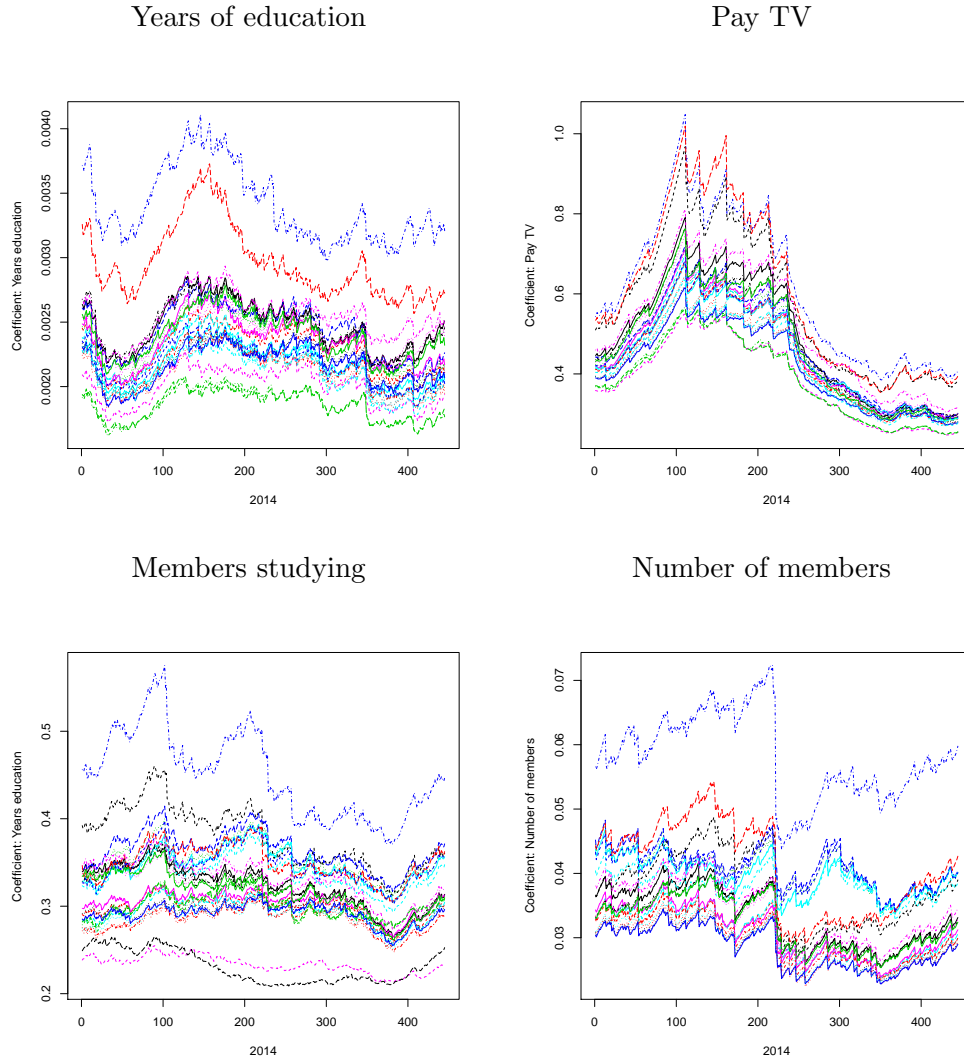 Years of education
Pay TV
Coefficient: Years education
0.0020 0.0025 0.0030 0.0035 0.0040
0 100 200 300 400
2014
Coefficient: Pay TV
0.4 0.6 0.8 1.0
0 100 200 300 400
2014
Members studying
Number of members
Coefficient: Years education
0.2 0.3 0.4 0.5
0 100 200 300 400
2014
Coefficient: Number of members
0.03 0.04 0.05 0.06 0.07
0 100 200 300 400
2014